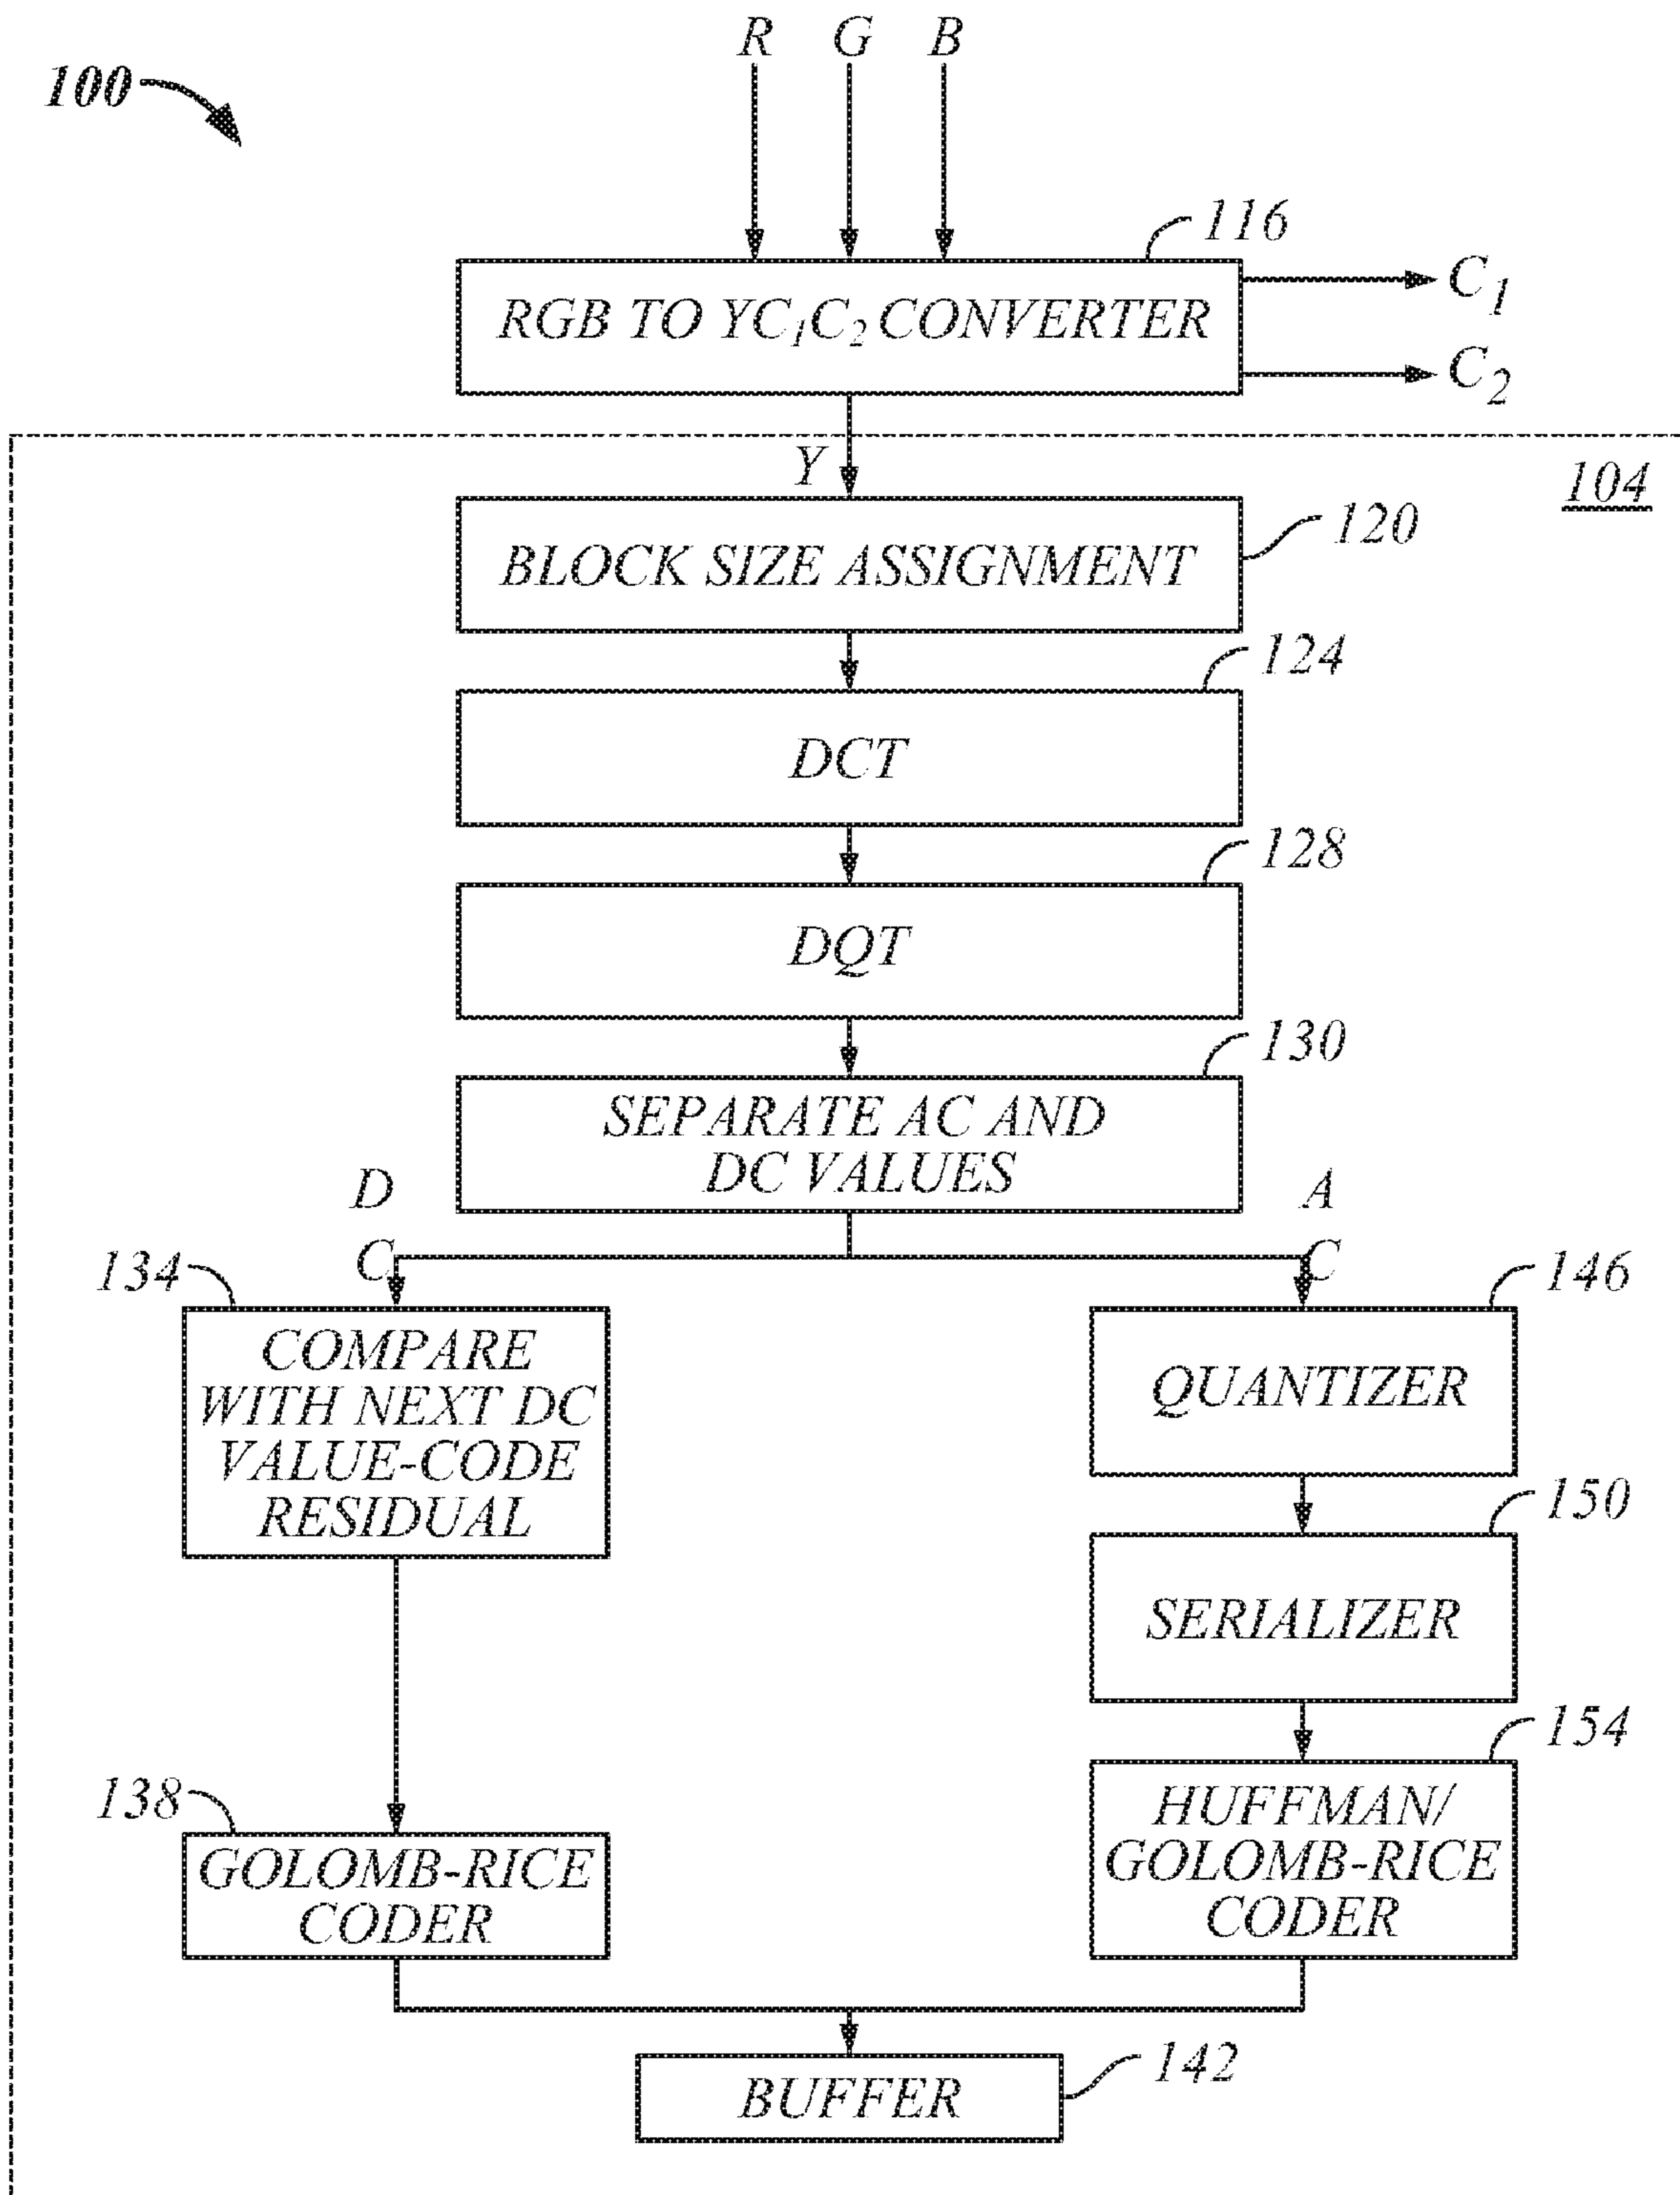 R G B
100
116
RGB TO YC₁C₂ CONVERTER
C₁
C₂
Y
104
BLOCK SIZE ASSIGNMENT
120
124
DCT
128
DQT
130
SEPARATE AC AND
DC VALUES
D
C
A
C
134
COMPARE
WITH NEXT DC
VALUE-CODE
RESIDUAL
146
QUANTIZER
150
SERIALIZER
138
GOLOMB-RICE
CODER
154
HUFFMAN/
GOLOMB-RICE
CODER
BUFFER
142